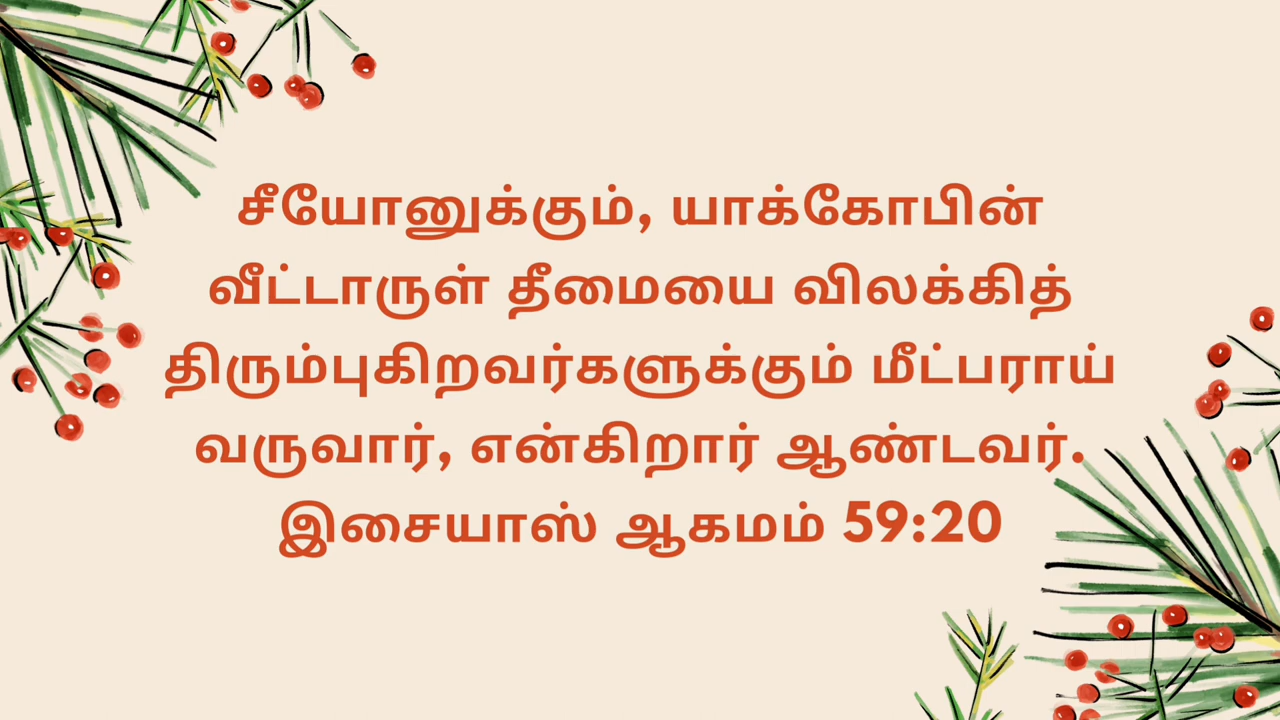 சீயோனுக்கும், யாக்கோபின்
வீட்டாருள் தீமையை விலக்கித்
திரும்புகிறவர்களுக்கும் மீட்பராய்
வருவார், என்கிறார் ஆண்டவர்.
இசையாஸ் ஆகமம் 59:20